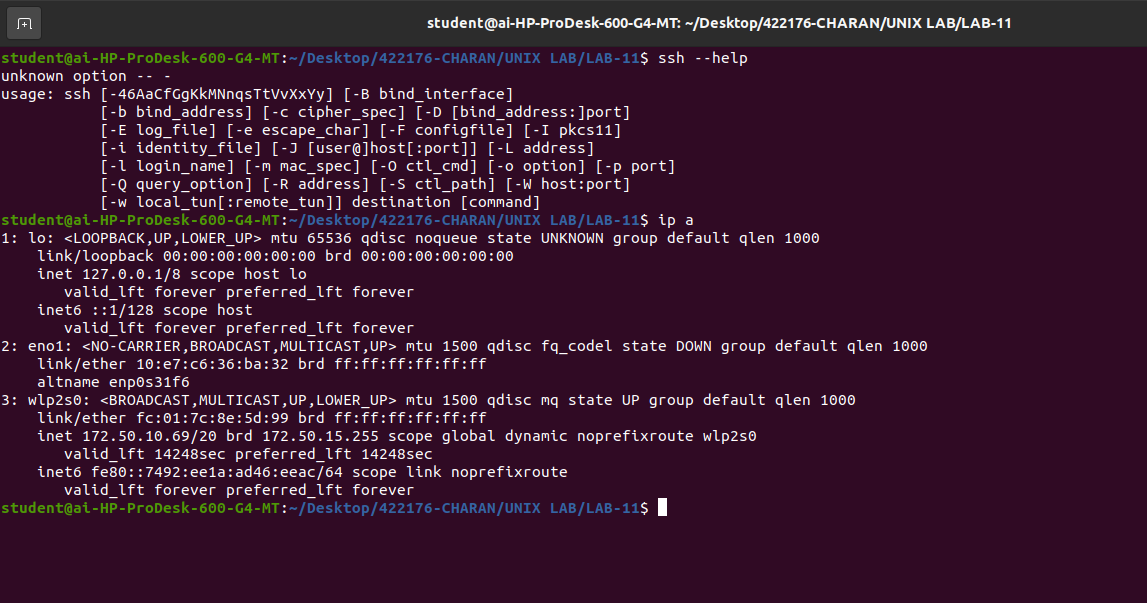 student@ai-HP-ProDesk-600-G4-MT: ~/Desktop/422176-CHARAN/UNIX LAB/LAB-11
student@ai-HP-ProDesk-600-G4-MT:~/Desktop/422176-CHARAN/UNIX LAB/LAB-11$ ssh --help
unknown option -- -
usage: ssh [-46AaCfGgKkMNnqsTtVvXxYy] [-B bind_interface]
           [-b bind_address] [-c cipher_spec] [-D [bind_address:]port]
           [-E log_file] [-e escape_char] [-F configfile] [-I pkcs11]
           [-i identity_file] [-J [user@]host[:port]] [-L address]
           [-l login_name] [-m mac_spec] [-O ctl_cmd] [-o option] [-p port]
           [-Q query_option] [-R address] [-S ctl_path] [-W host:port]
           [-w local_tun[:remote_tun]] destination [command]
student@ai-HP-ProDesk-600-G4-MT:~/Desktop/422176-CHARAN/UNIX LAB/LAB-11$ ip a
1: lo: <LOOPBACK,UP,LOWER_UP> mtu 65536 qdisc noqueue state UNKNOWN group default qlen 1000
    link/loopback 00:00:00:00:00:00 brd 00:00:00:00:00:00
    inet 127.0.0.1/8 scope host lo
       valid_lft forever preferred_lft forever
    inet6 ::1/128 scope host
       valid_lft forever preferred_lft forever
2: eno1: <NO-CARRIER,BROADCAST,MULTICAST,UP> mtu 1500 qdisc fq_codel state DOWN group default qlen 1000
    link/ether 10:e7:c6:36:ba:32 brd ff:ff:ff:ff:ff:ff
    altname enp0s31f6
3: wlp2s0: <BROADCAST,MULTICAST,UP,LOWER_UP> mtu 1500 qdisc mq state UP group default qlen 1000
    link/ether fc:01:7c:8e:5d:99 brd ff:ff:ff:ff:ff:ff
    inet 172.50.10.69/20 brd 172.50.15.255 scope global dynamic noprefixroute wlp2s0
       valid_lft 14248sec preferred_lft 14248sec
    inet6 fe80::7492:ee1a:ad46:eeac/64 scope link noprefixroute
       valid_lft forever preferred_lft forever
student@ai-HP-ProDesk-600-G4-MT:~/Desktop/422176-CHARAN/UNIX LAB/LAB-11$